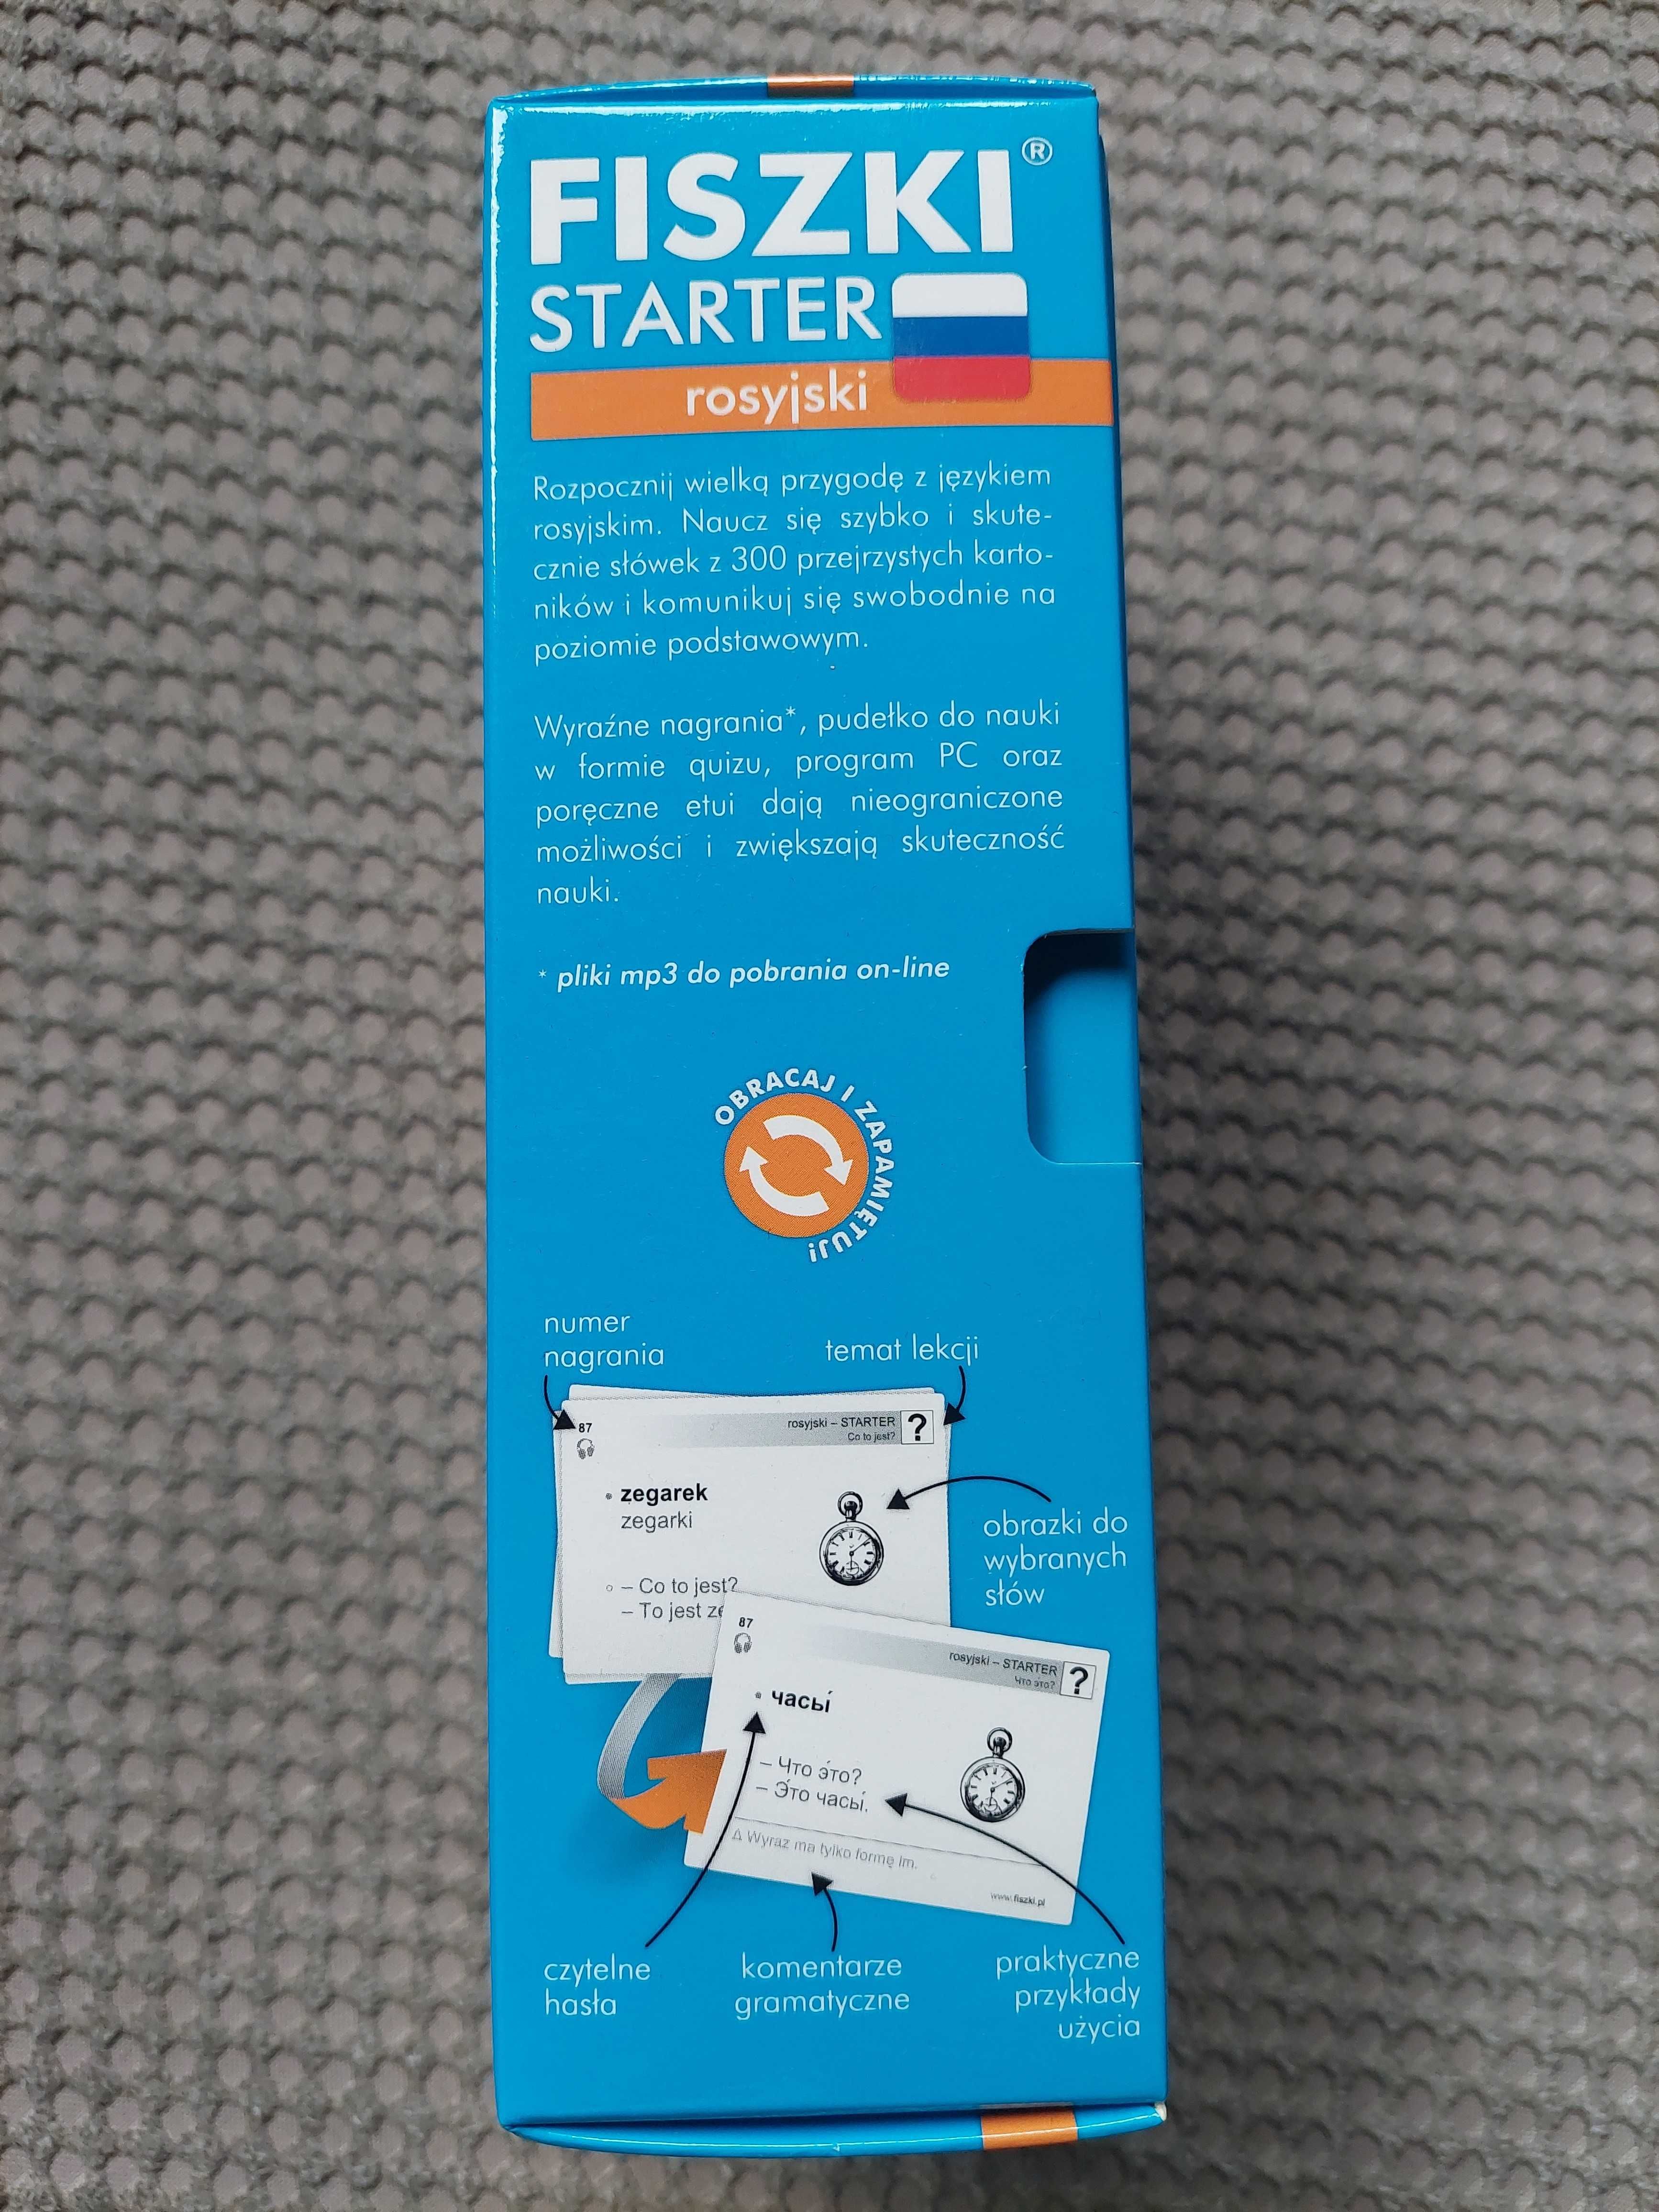 FISZKI®
STARTER
rosyjski
Rozpocznij wielką przygodę z językiem
rosyjskim. Naucz się szybko i skute-
cznie słówek z 300 przejrzystych karto-
ników i komunikuj się swobodnie na
poziomie podstawowym.
Wyraźne nagrania*, pudełko do nauki
w formie quizu, program PC oraz
poręczne etui dają nieograniczone
możliwości i zwiększają skuteczność
nauki.
* pliki mp3 do pobrania on-line
OBRACAJ I ZAPAMIĘTUJ!
numer
nagrania
temat lekcji
87
rosyjski – STARTER
Co to jest?
?
zegarek
zegarki
– Co to jest?
– To jest ze
obrazki do
wybranych
słów
87
rosyjski – STARTER
Что это?
?
часы́
– Что э́то?
– Э́то часы́.
Δ Wyraz ma tylko formę lm.
www.fiszki.pl
czytelne
hasła
komentarze
gramatyczne
praktyczne
przykłady
użycia